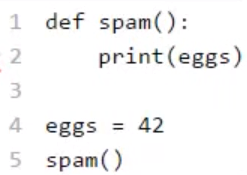 1 def spam():
2     print(eggs)
3
4 eggs = 42
5 spam()